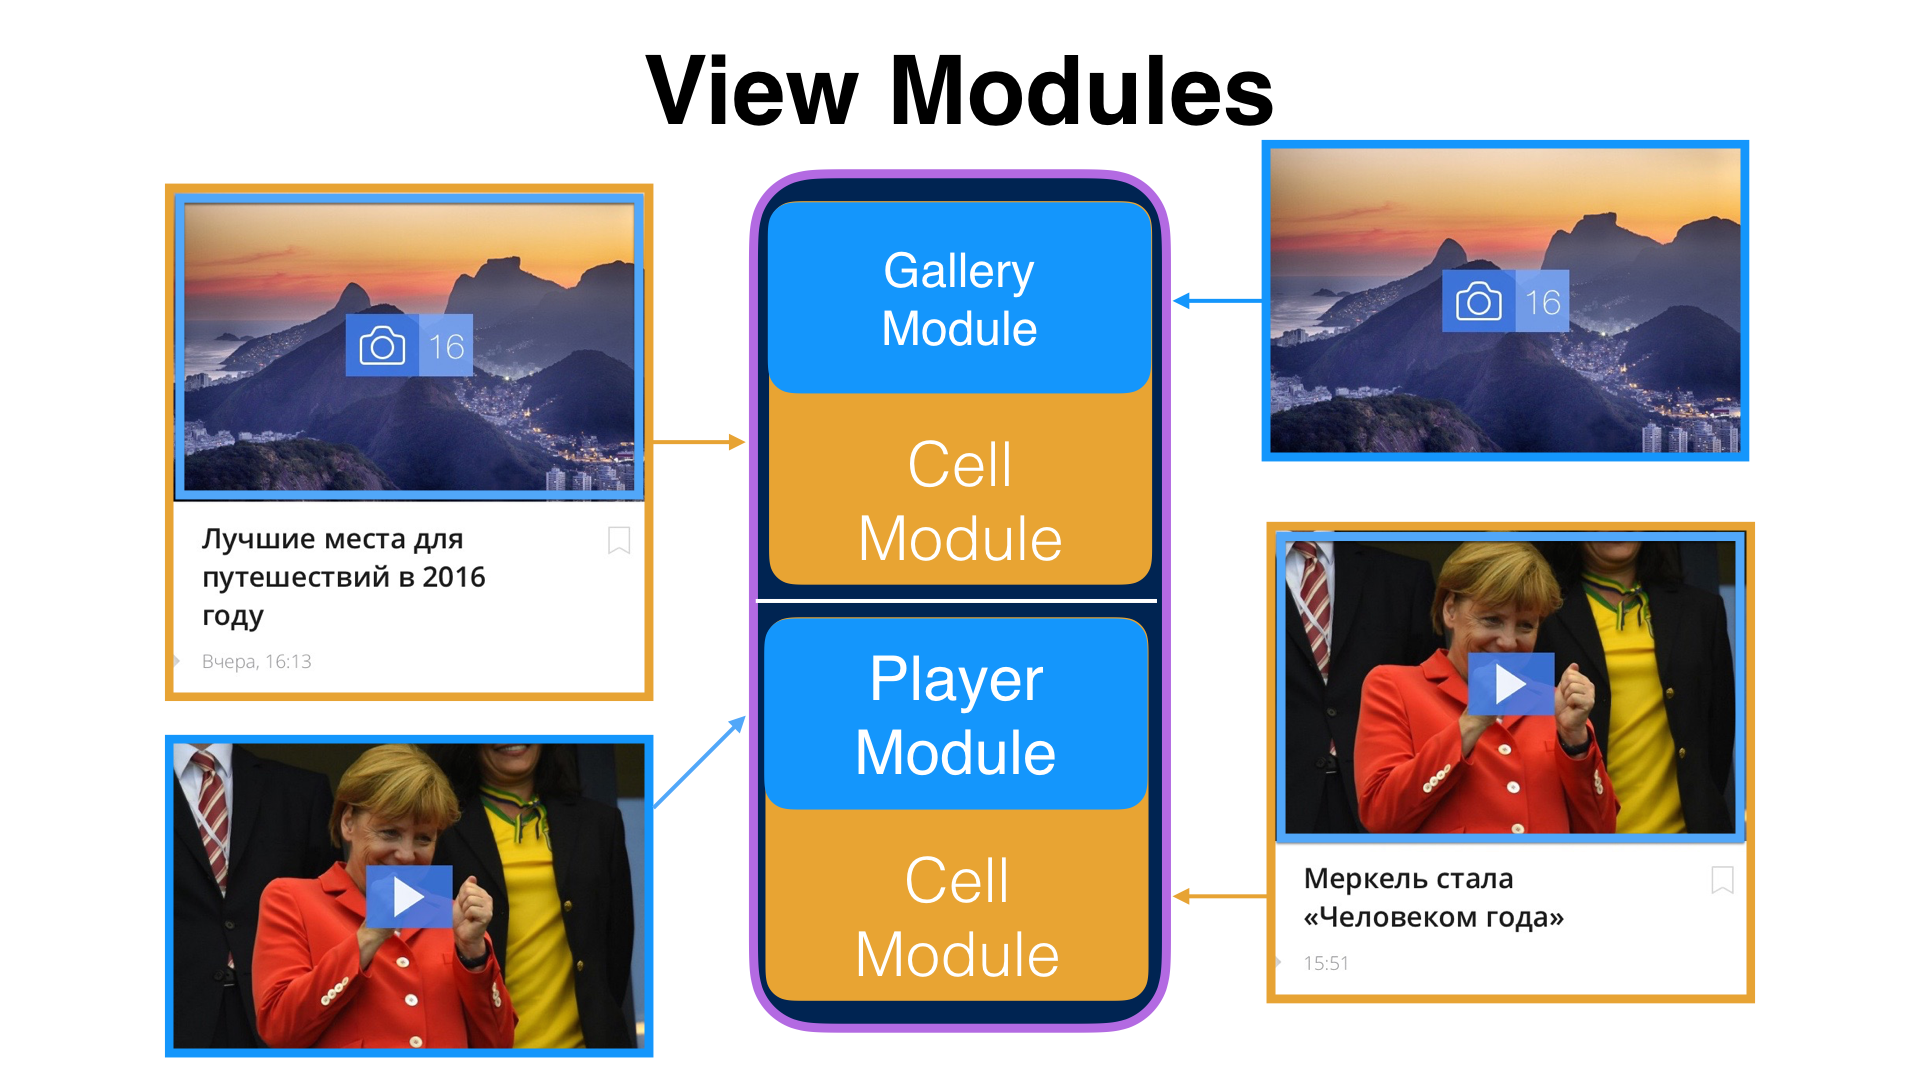 View Modules
16
Лучшие места для
путешествий в 2016
году
Вчера, 16:13
Gallery
Module
Cell
Module
Player
Module
Cell
Module
16
Меркель стала
«Человеком года»
15:51